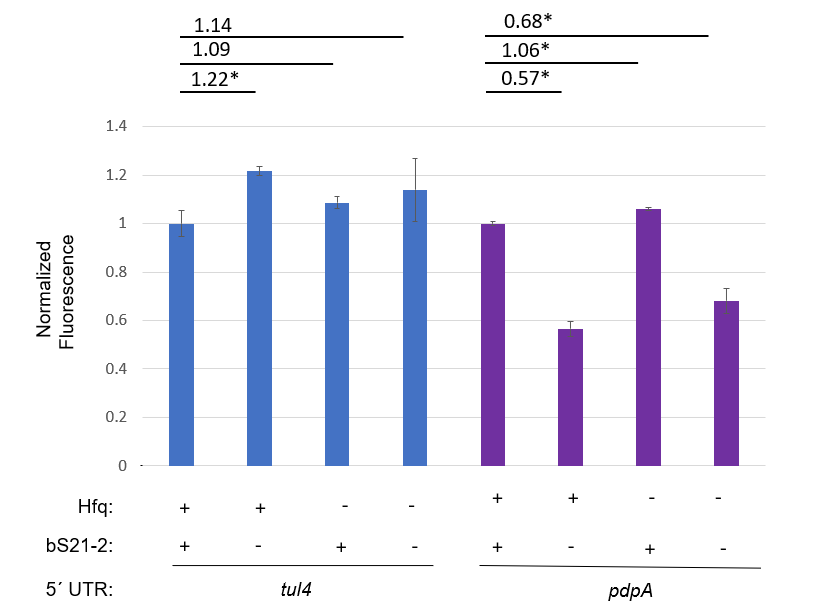 1.14
1.09
1.22*
0.68*
1.06*
0.57*
1.4
1.2
1
0.8
0.6
0.4
0.2
0
Normalized
Fluorescence
Hfq: + + - - + + - -
bS21-2: + - + - + - + -
5´ UTR: tul4 pdpA